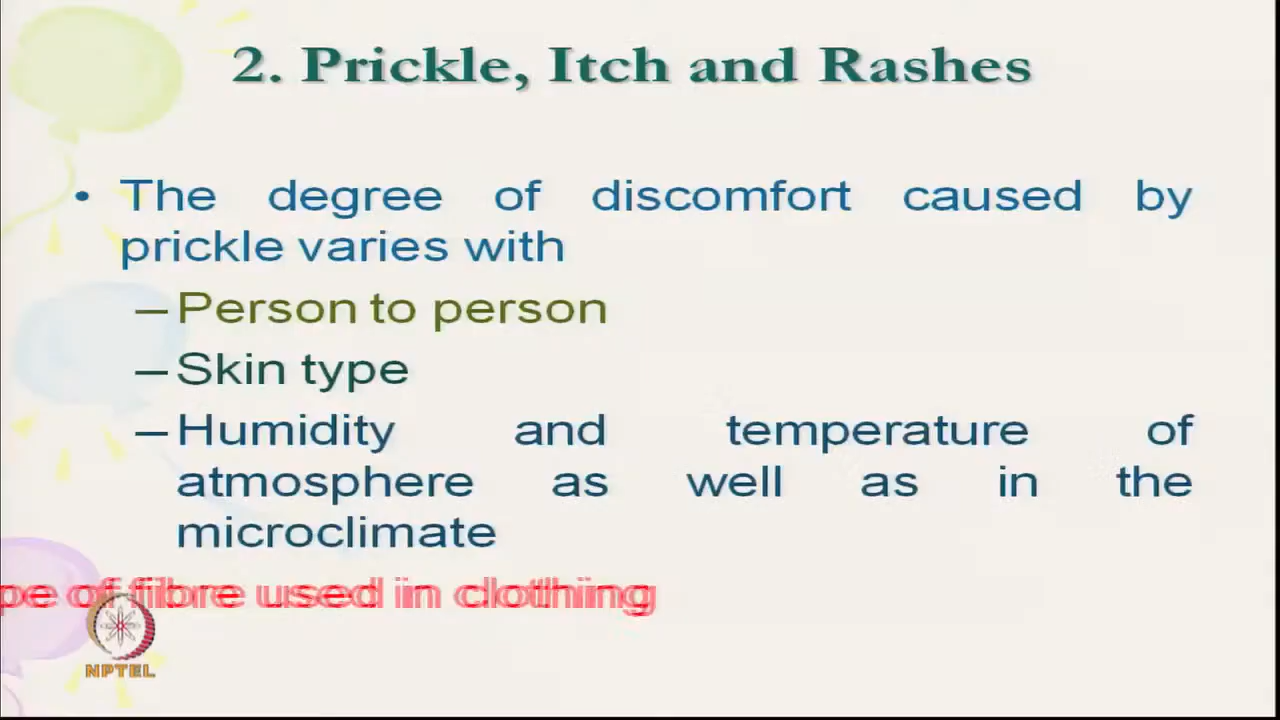 2. Prickle, Itch and Rashes
• The degree of discomfort caused by
prickle varies with
– Person to person
– Skin type
– Humidity and temperature of
atmosphere as well as in the
microclimate
pe of fibre used in clothing
NPTEL